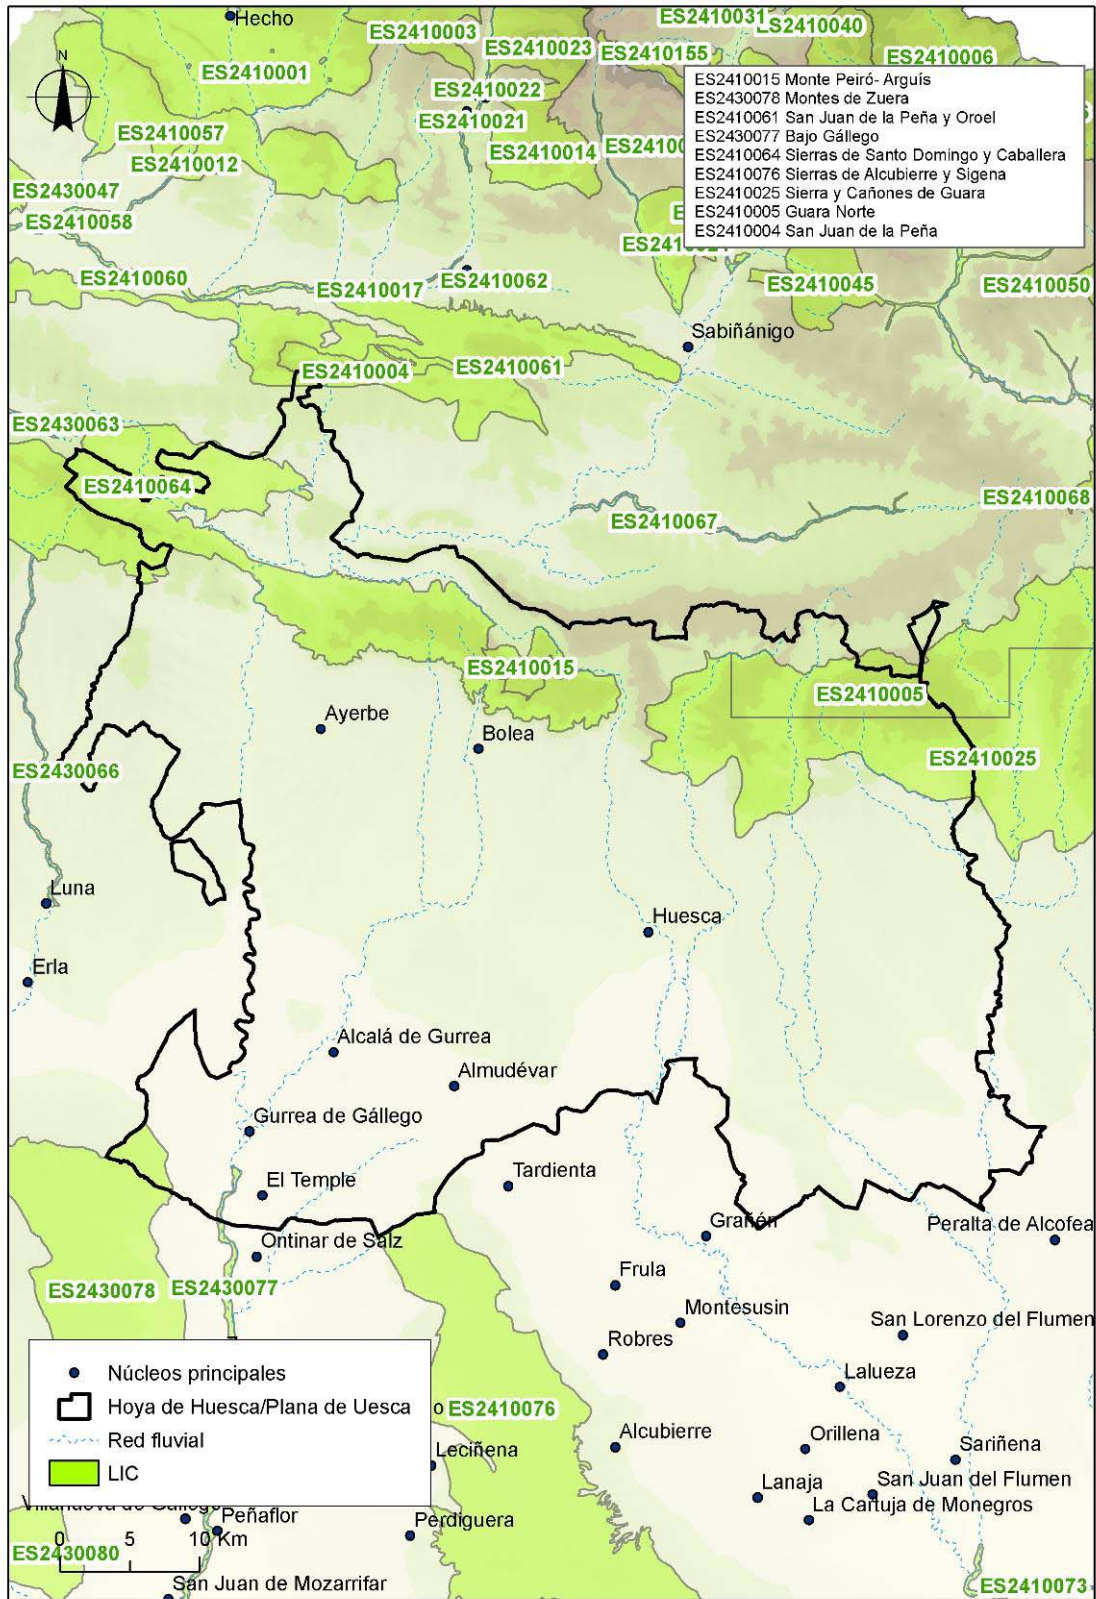 Hecho
ES2410003
ES2410031
ES2410040
ES2410023
ES2410155
ES2410006
ES2410001
N
ES2410022
ES2410021
ES2410057
ES2410012
ES2410014
ES2430047
ES2410058
ES2410015 Monte Peiró- Arguís
ES2430078 Montes de Zuera
ES2410061 San Juan de la Peña y Oroel
ES2430077 Bajo Gállego
ES2410064 Sierras de Santo Domingo y Caballera
ES2410076 Sierras de Alcubierre y Sigena
ES2410025 Sierra y Cañones de Guara
ES2410005 Guara Norte
ES2410004 San Juan de la Peña
ES2410060
ES2410017
ES2410062
ES2410045
ES2410050
Sabiñánigo
ES2410004
ES2410061
ES2430063
ES2410064
ES2410067
ES2410068
ES2410015
ES2410005
Ayerbe
Bolea
ES2430066
ES2410025
Luna
Huesca
Erla
Alcalá de Gurrea
Almudévar
Gurrea de Gállego
El Temple
Tardienta
Grañén
Peralta de Alcofea
Ontinar de Salz
ES2430078
ES2430077
Frula
Montesusin
San Lorenzo del Flumen
Robres
Lalueza
Núcleos principales
Hoya de Huesca/Plana de Uesca
o
ES2410076
Red fluvial
LIC
Alcubierre
Orillena
Leciñena
Sariñena
Lanaja
San Juan del Flumen
La Cartuja de Monegros
Peñaflor
Perdiguera
0 5 10 Km
ES2430080
San Juan de Mozarrifar
ES2410073